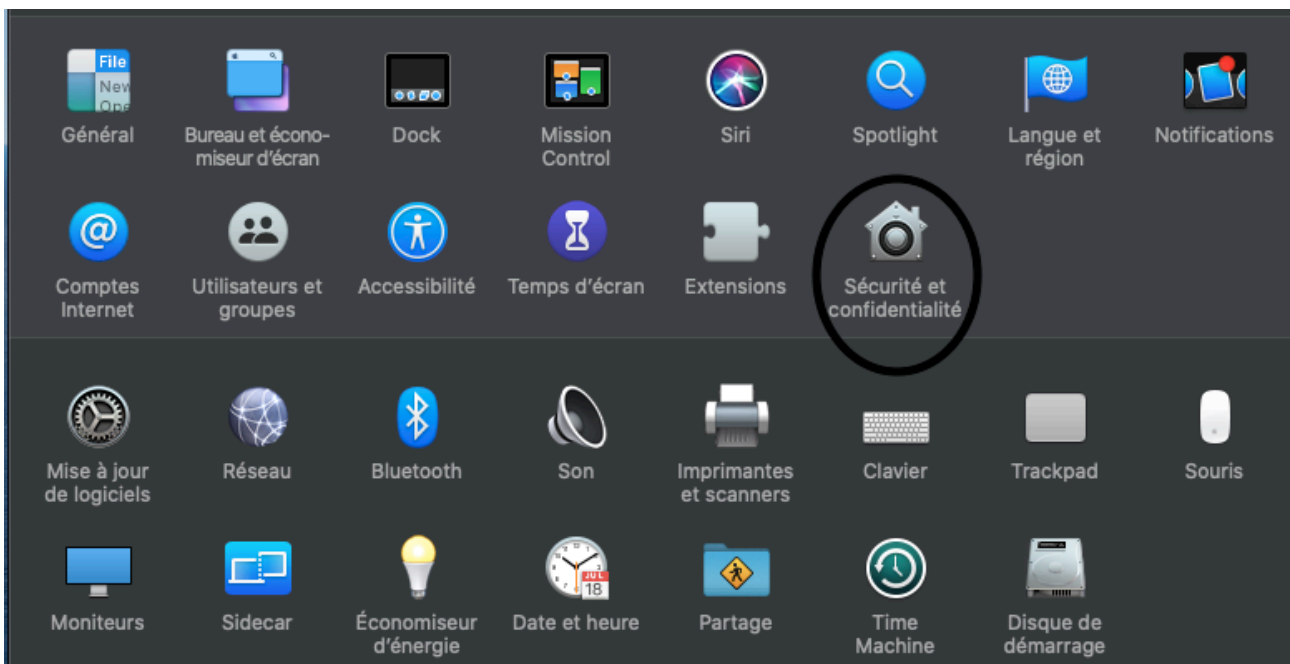 File
New
Ope
Général
Bureau et écono-
miseur d'écran
Dock
Mission
Control
Siri
Spotlight
Langue et
région
Notifications
Comptes
Internet
Utilisateurs et
groupes
Accessibilité
Temps d'écran
Extensions
Sécurité et
confidentialité
Mise à jour
de logiciels
Réseau
Bluetooth
Son
Imprimantes
et scanners
Clavier
Trackpad
Souris
Moniteurs
Sidecar
Économiseur
d'énergie
JUL
18
Date et heure
Partage
Time
Machine
Disque de
démarrage